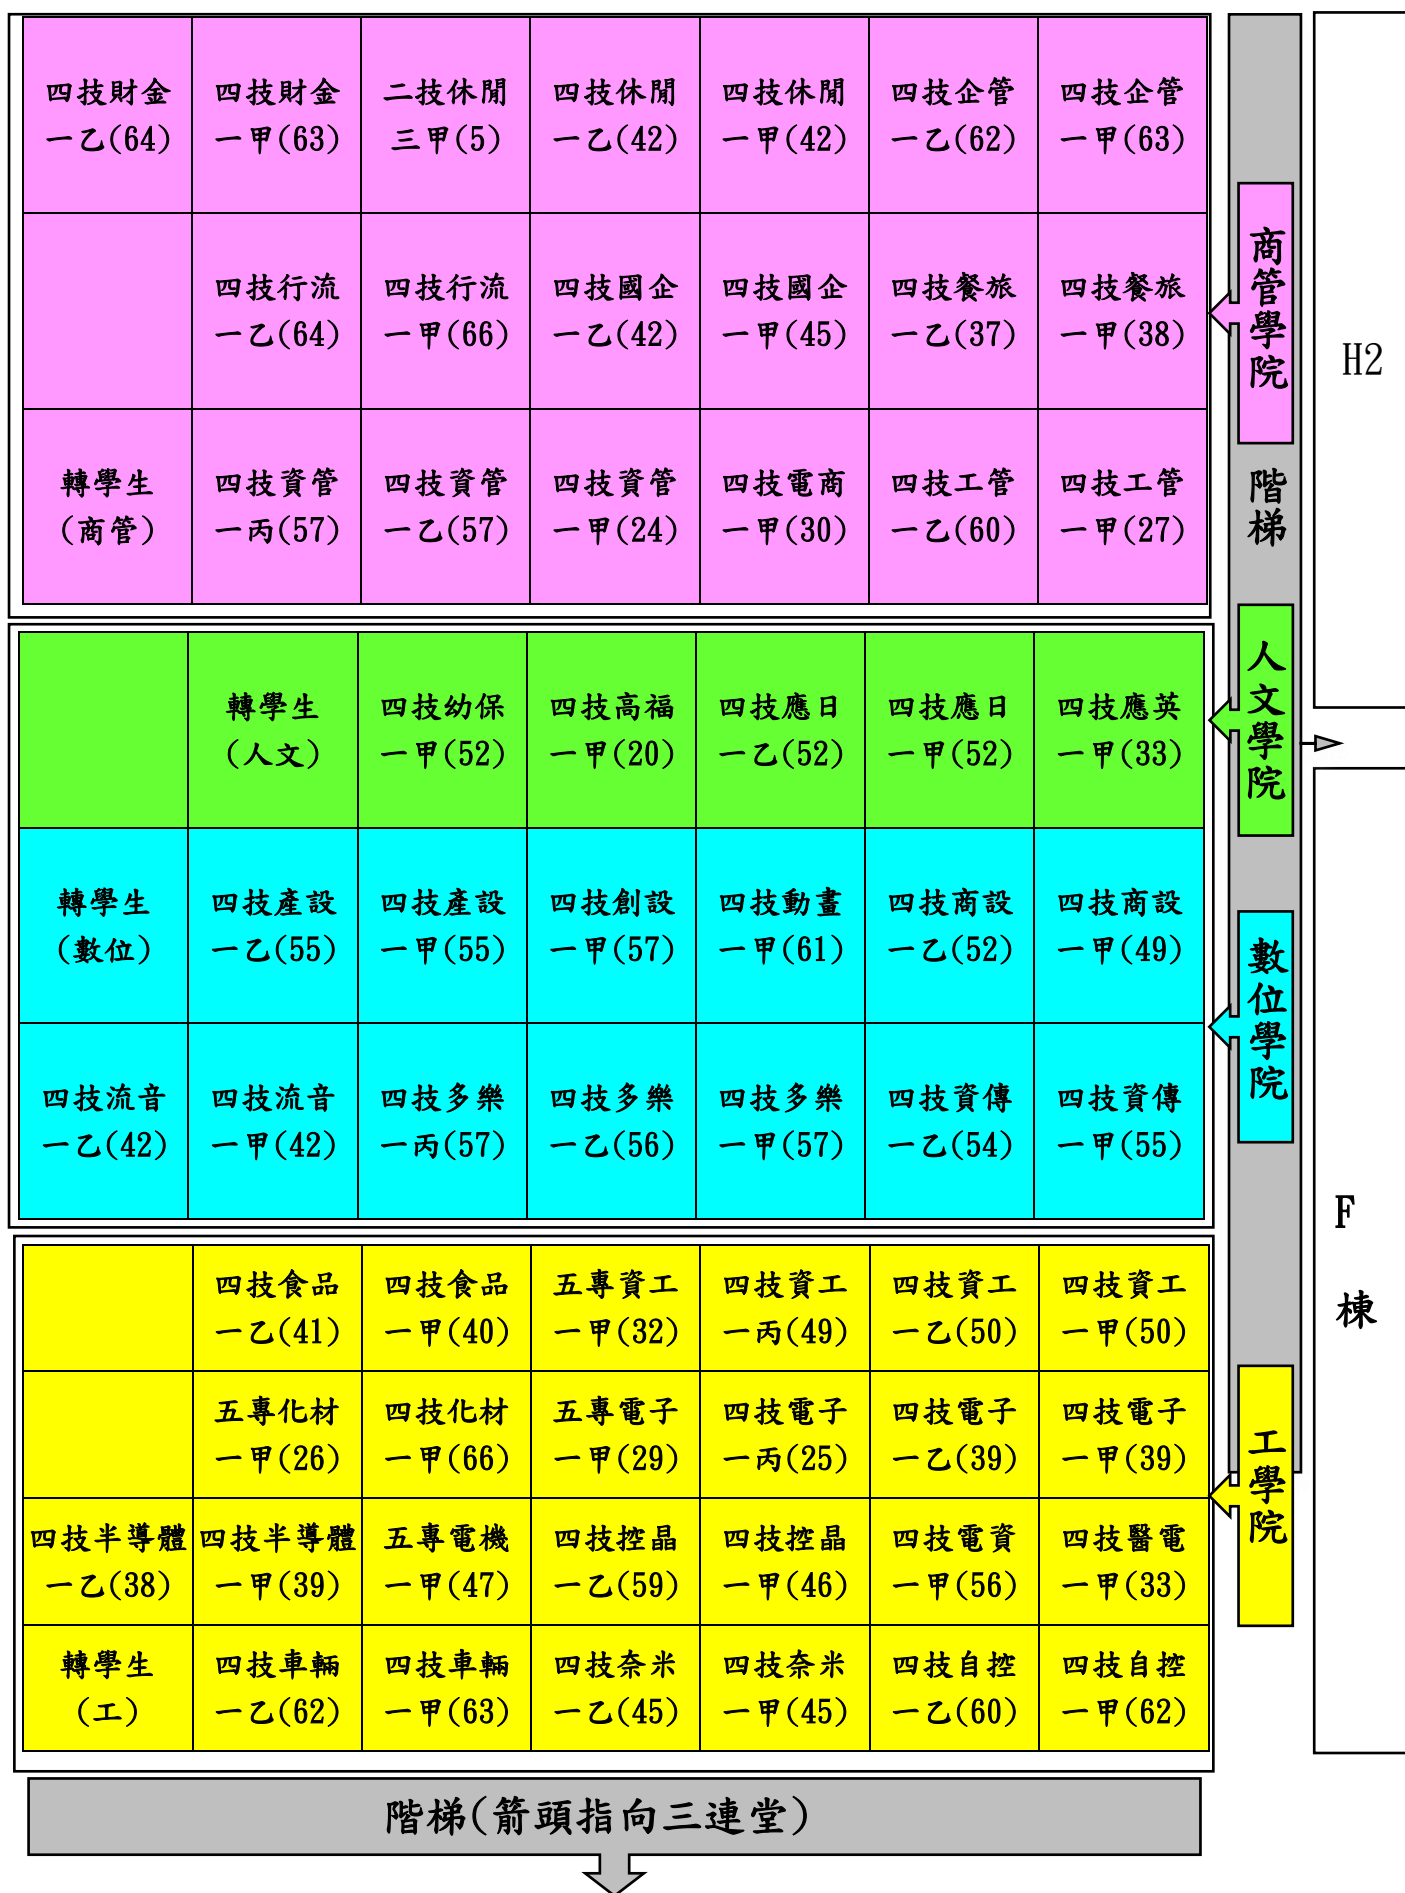 四技財金
一乙(64)
四技財金
一甲(63)
二技休閒
三甲(5)
四技休閒
一乙(42)
四技休閒
一甲(42)
四技企管
一乙(62)
四技企管
一甲(63)
四技行流
一乙(64)
四技行流
一甲(66)
四技國企
一乙(42)
四技國企
一甲(45)
四技餐旅
一乙(37)
四技餐旅
一甲(38)
轉學生
(商管)
四技資管
一丙(57)
四技資管
一乙(57)
四技資管
一甲(24)
四技電商
一甲(30)
四技工管
一乙(60)
四技工管
一甲(27)
商管學院
階梯
H2
轉學生
(人文)
四技幼保
一甲(52)
四技高福
一甲(20)
四技應日
一乙(52)
四技應日
一甲(52)
四技應英
一甲(33)
人文學院
轉學生
(數位)
四技產設
一乙(55)
四技產設
一甲(55)
四技創設
一甲(57)
四技動畫
一甲(61)
四技商設
一乙(52)
四技商設
一甲(49)
四技流音
一乙(42)
四技流音
一甲(42)
四技多樂
一丙(57)
四技多樂
一乙(56)
四技多樂
一甲(57)
四技資傳
一乙(54)
四技資傳
一甲(55)
數位學院
F
棟
四技食品
一乙(41)
四技食品
一甲(40)
五專資工
一甲(32)
四技資工
一丙(49)
四技資工
一乙(50)
四技資工
一甲(50)
五專化材
一甲(26)
四技化材
一甲(66)
五專電子
一甲(29)
四技電子
一丙(25)
四技電子
一乙(39)
四技電子
一甲(39)
四技半導體
一乙(38)
四技半導體
一甲(39)
五專電機
一甲(47)
四技控晶
一乙(59)
四技控晶
一甲(46)
四技電資
一甲(56)
四技醫電
一甲(33)
轉學生
(工)
四技車輛
一乙(62)
四技車輛
一甲(63)
四技奈米
一乙(45)
四技奈米
一甲(45)
四技自控
一乙(60)
四技自控
一甲(62)
工學院
階梯(箭頭指向三連堂)